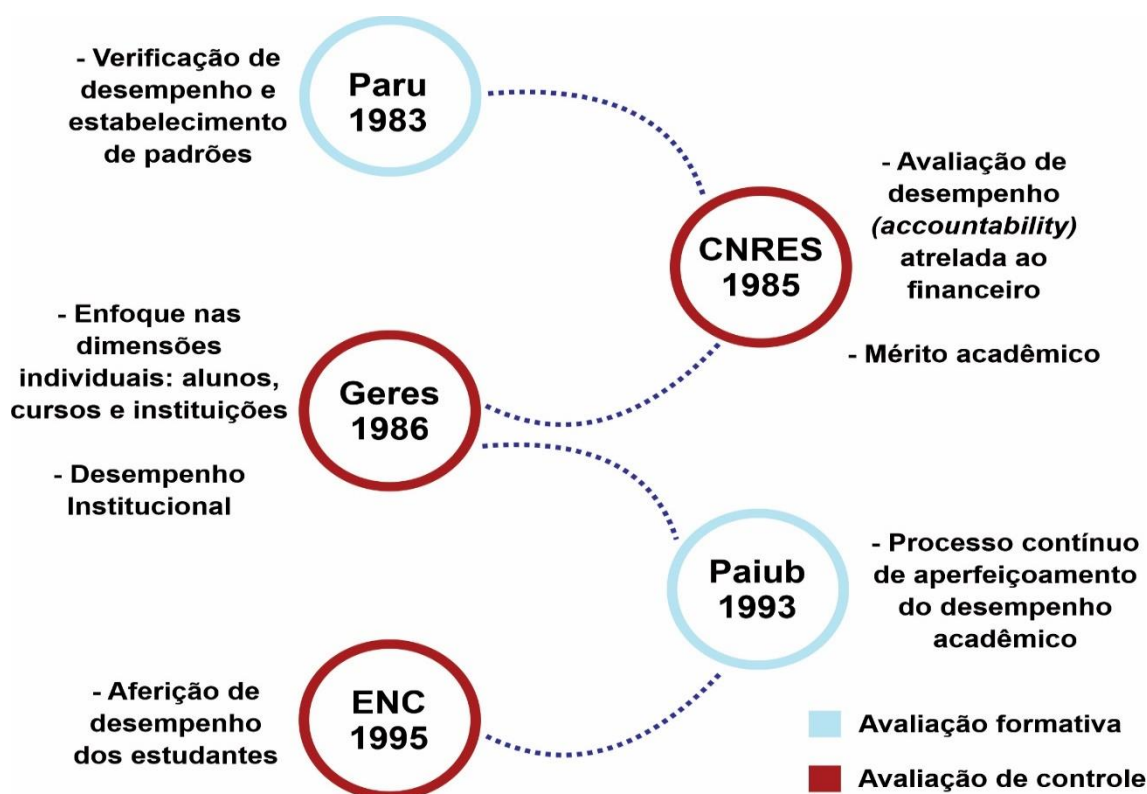 - Verificação de
desempenho e
estabelecimento
de padrões
Paru
1983
CNRES
1985
- Avaliação de
desempenho
(accountability)
atrelada ao
financeiro
- Mérito acadêmico
- Enfoque nas
dimensões
individuais: alunos,
cursos e instituições
- Desempenho
Institucional
Geres
1986
Paiub
1993
- Processo contínuo
de aperfeiçoamento
do desempenho
acadêmico
- Aferição de
desempenho
dos estudantes
ENC
1995
Avaliação formativa
Avaliação de controle